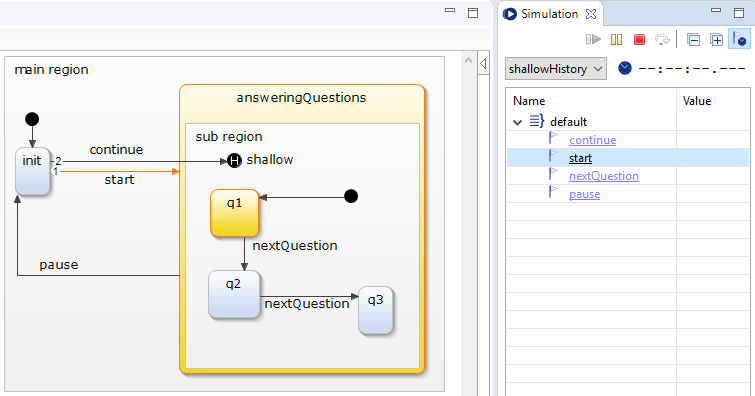 main region
answeringQuestions
sub region
init
2
continue
H shallow
1
start
q1
nextQuestion
pause
q2
nextQuestion
q3
Simulation
shallowHistory
--:--:--.---
Name Value
default
continue
start
nextQuestion
pause